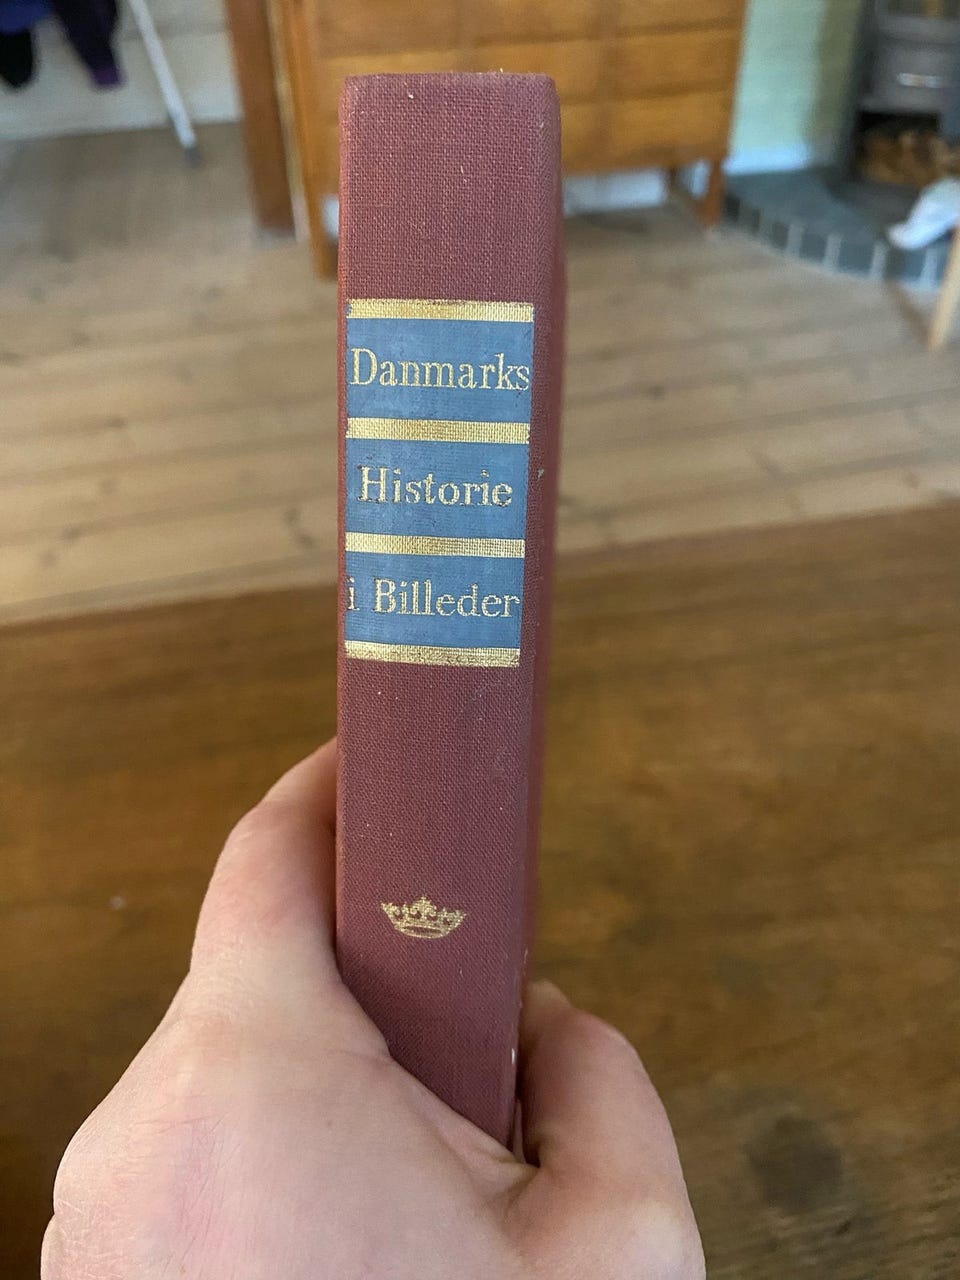 Danmarks
Historie
i Billeder